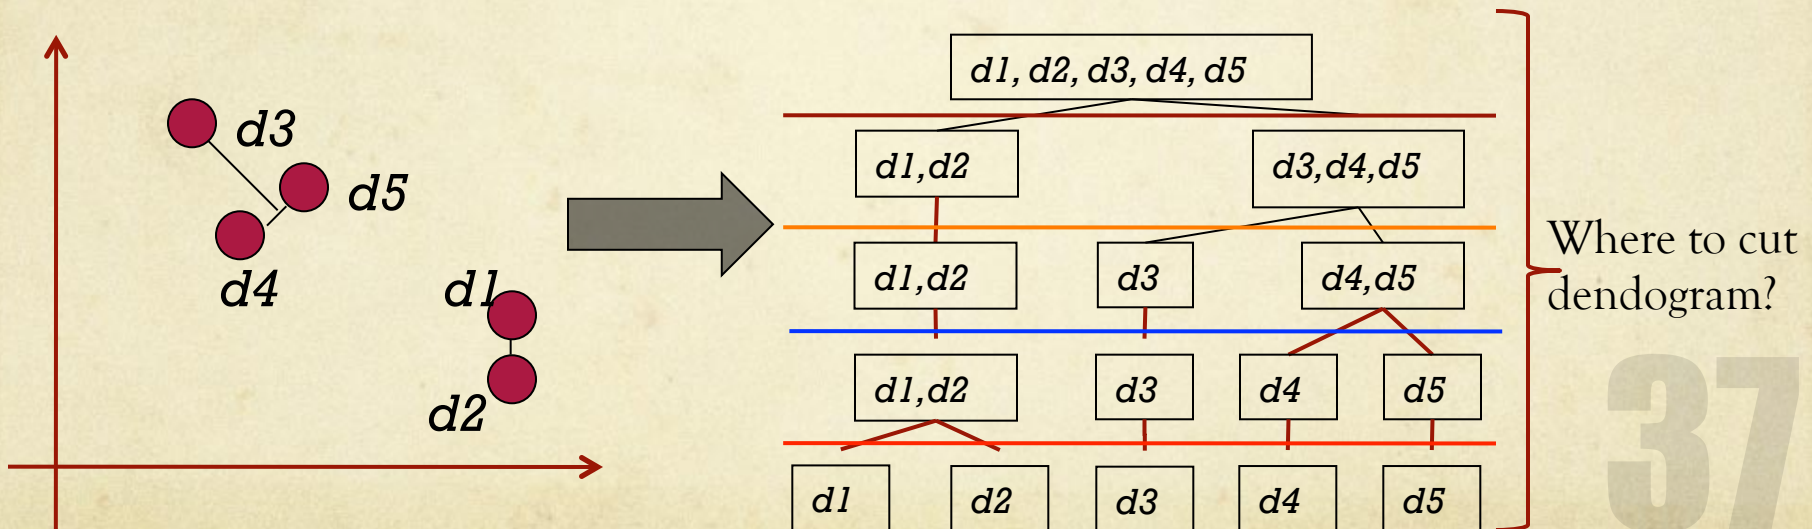 d3
d5
d4
d1
d2
d1, d2, d3, d4, d5
d1,d2
d3,d4,d5
d1,d2
d3
d4,d5
d1,d2
d3
d4
d5
d1
d2
d3
d4
d5
Where to cut
dendogram?
37